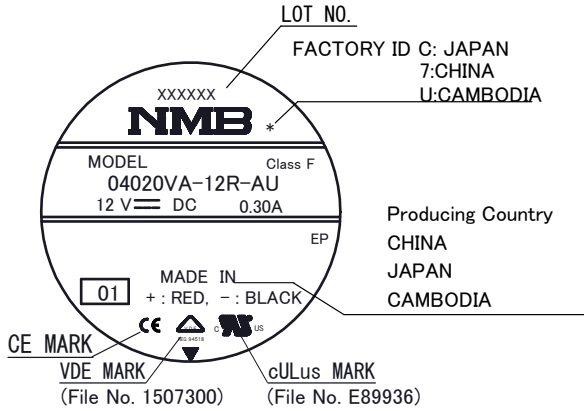 LOT NO.
FACTORY ID C: JAPAN
7:CHINA
U:CAMBODIA
XXXXXX
NMB *
MODEL Class F
04020VA-12R-AU
12 V DC 0.30A
EP
Producing Country
CHINA
JAPAN
CAMBODIA
01
MADE IN
+ : RED, - : BLACK
CE
C US
CE MARK
VDE MARK
(File No. 1507300)
cULus MARK
(File No. E89936)